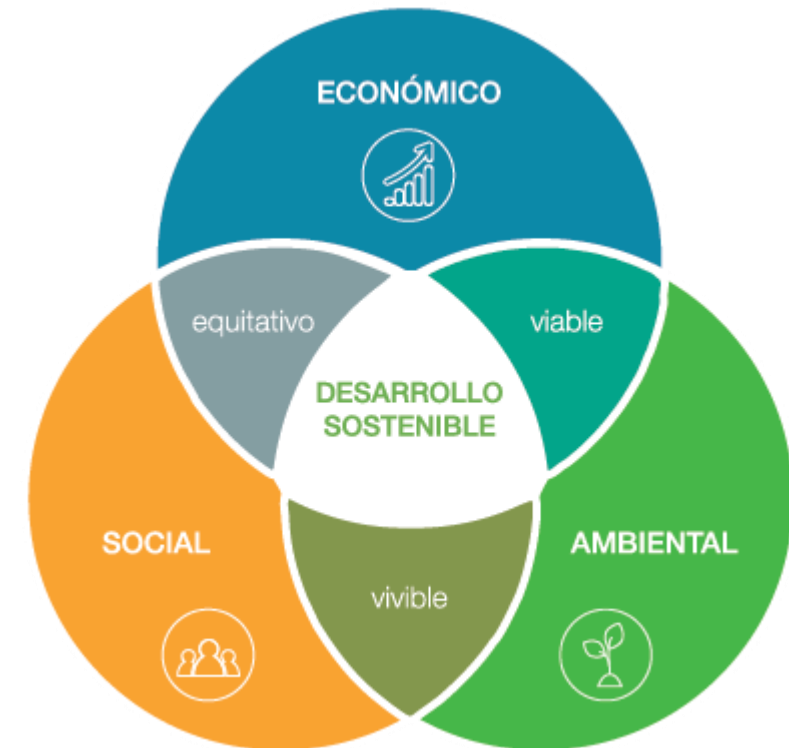 ECONÓMICO
equitativo
viable
DESARROLLO
SOSTENIBLE
SOCIAL
AMBIENTAL
vivible